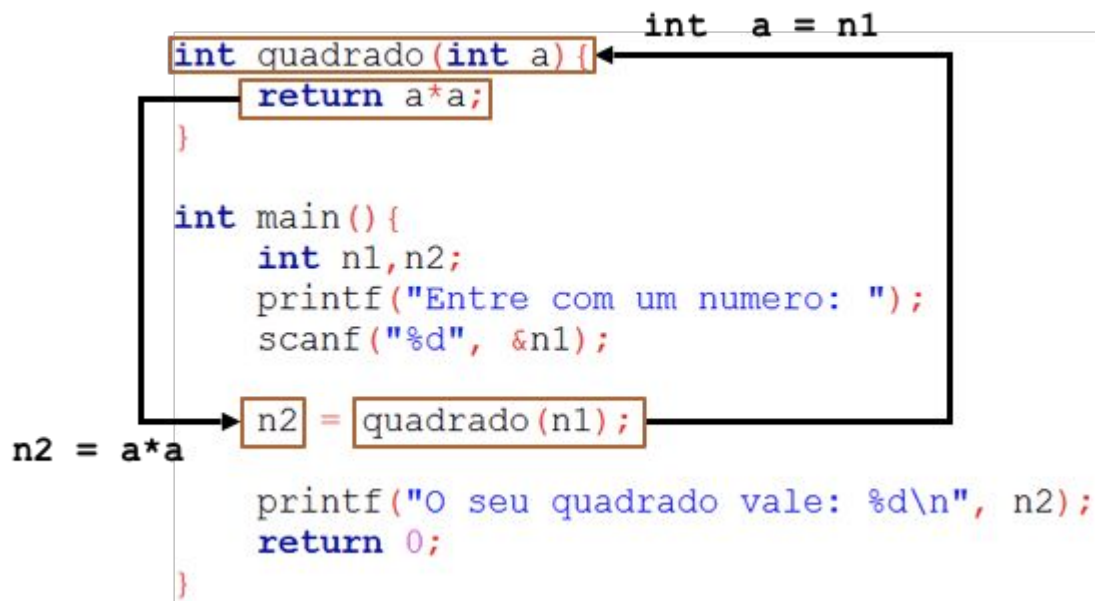 int a = n1
int quadrado(int a){
return a*a;
}
int main(){
int n1,n2;
printf("Entre com um numero: ");
scanf("%d", &n1);
n2 = quadrado(n1);
n2 = a*a
printf("O seu quadrado vale: %d\n", n2);
return 0;
}